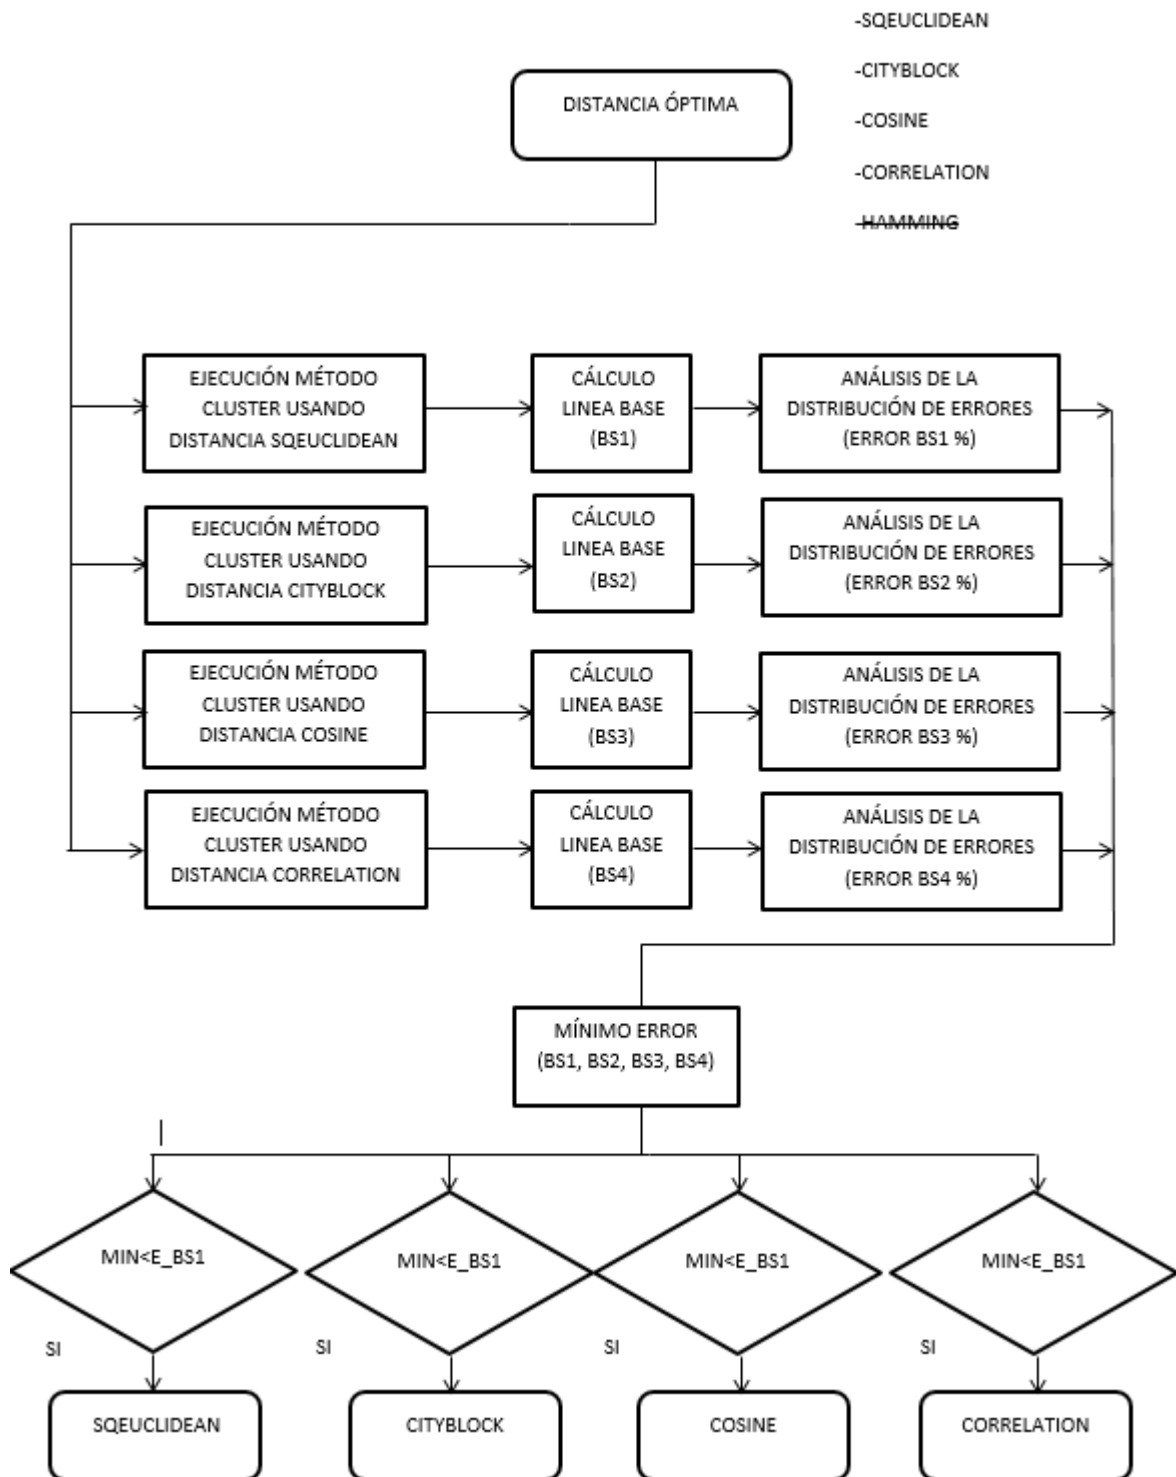 -SQEUCLIDEAN
-CITYBLOCK
DISTANCIA ÓPTIMA
-COSINE
-CORRELATION
-HAMMING
EJECUCIÓN MÉTODO
CLUSTER USANDO
DISTANCIA SQEUCLIDEAN
CÁLCULO
LINEA BASE
(BS1)
ANÁLISIS DE LA
DISTRIBUCIÓN DE ERRORES
(ERROR BS1 %)
EJECUCIÓN MÉTODO
CLUSTER USANDO
DISTANCIA CITYBLOCK
CÁLCULO
LINEA BASE
(BS2)
ANÁLISIS DE LA
DISTRIBUCIÓN DE ERRORES
(ERROR BS2 %)
EJECUCIÓN MÉTODO
CLUSTER USANDO
DISTANCIA COSINE
CÁLCULO
LINEA BASE
(BS3)
ANÁLISIS DE LA
DISTRIBUCIÓN DE ERRORES
(ERROR BS3 %)
EJECUCIÓN MÉTODO
CLUSTER USANDO
DISTANCIA CORRELATION
CÁLCULO
LINEA BASE
(BS4)
ANÁLISIS DE LA
DISTRIBUCIÓN DE ERRORES
(ERROR BS4 %)
MÍNIMO ERROR
(BS1, BS2, BS3, BS4)
MIN<E_BS1
MIN<E_BS1
MIN<E_BS1
MIN<E_BS1
SI
SI
SI
SI
SQEUCLIDEAN
CITYBLOCK
COSINE
CORRELATION